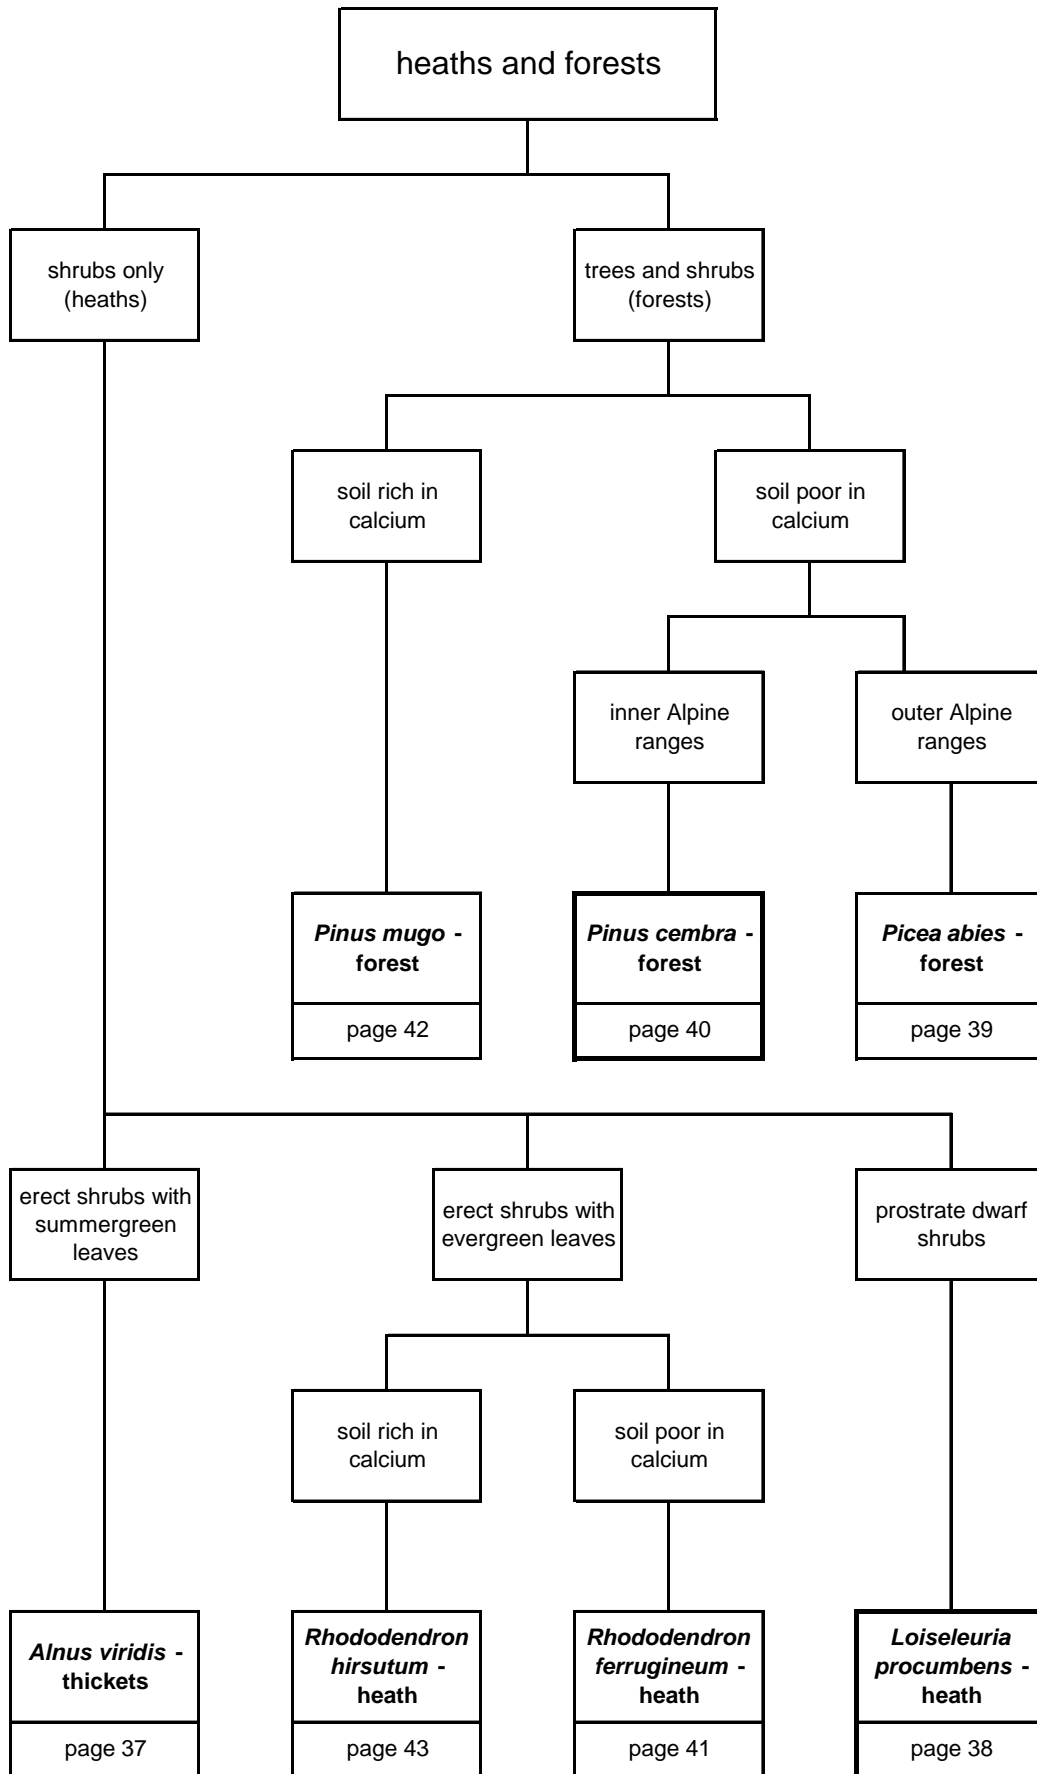 heaths and forests
shrubs only
(heaths)
trees and shrubs
(forests)
soil rich in
calcium
soil poor in
calcium
inner Alpine
ranges
outer Alpine
ranges
Pinus mugo -
forest
page 42
Pinus cembra -
forest
page 40
Picea abies -
forest
page 39
erect shrubs with
summergreen
leaves
erect shrubs with
evergreen leaves
prostrate dwarf
shrubs
soil rich in
calcium
soil poor in
calcium
Alnus viridis -
thickets
page 37
Rhododendron
hirsutum -
heath
page 43
Rhododendron
ferrugineum -
heath
page 41
Loiseleuria
procumbens -
heath
page 38